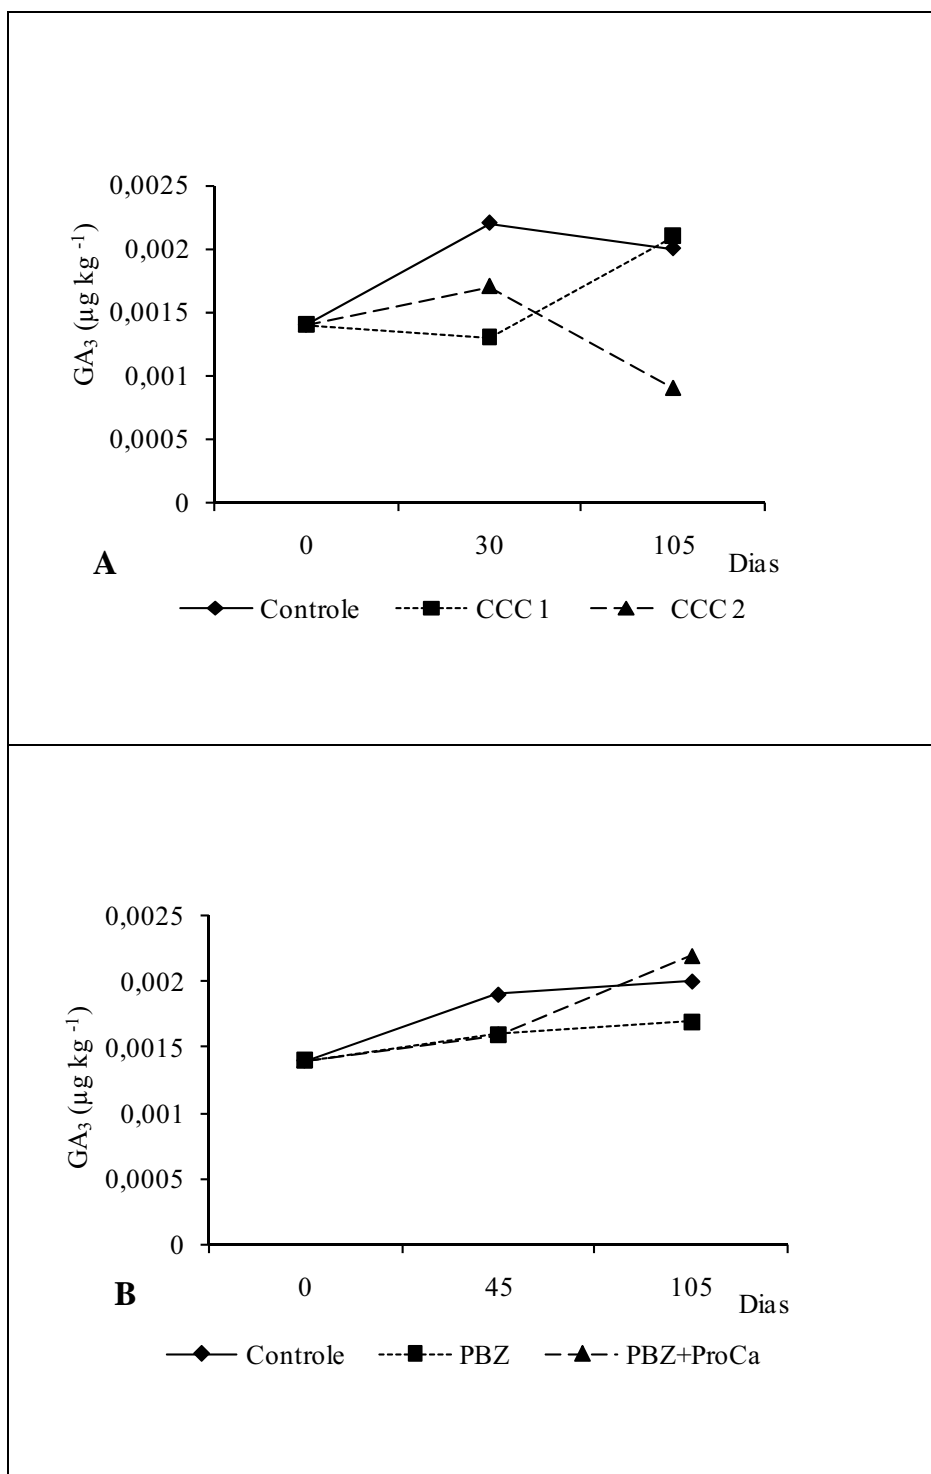 0,0025
0,002
0,0015
0,001
0,0005
0
GA₃ (µg kg ⁻¹)
0 30 105
Dias
A
Controle CCC 1 CCC 2
0,0025
0,002
0,0015
0,001
0,0005
0
GA₃ (µg kg ⁻¹)
0 45 105
Dias
B
Controle PBZ PBZ+ProCa